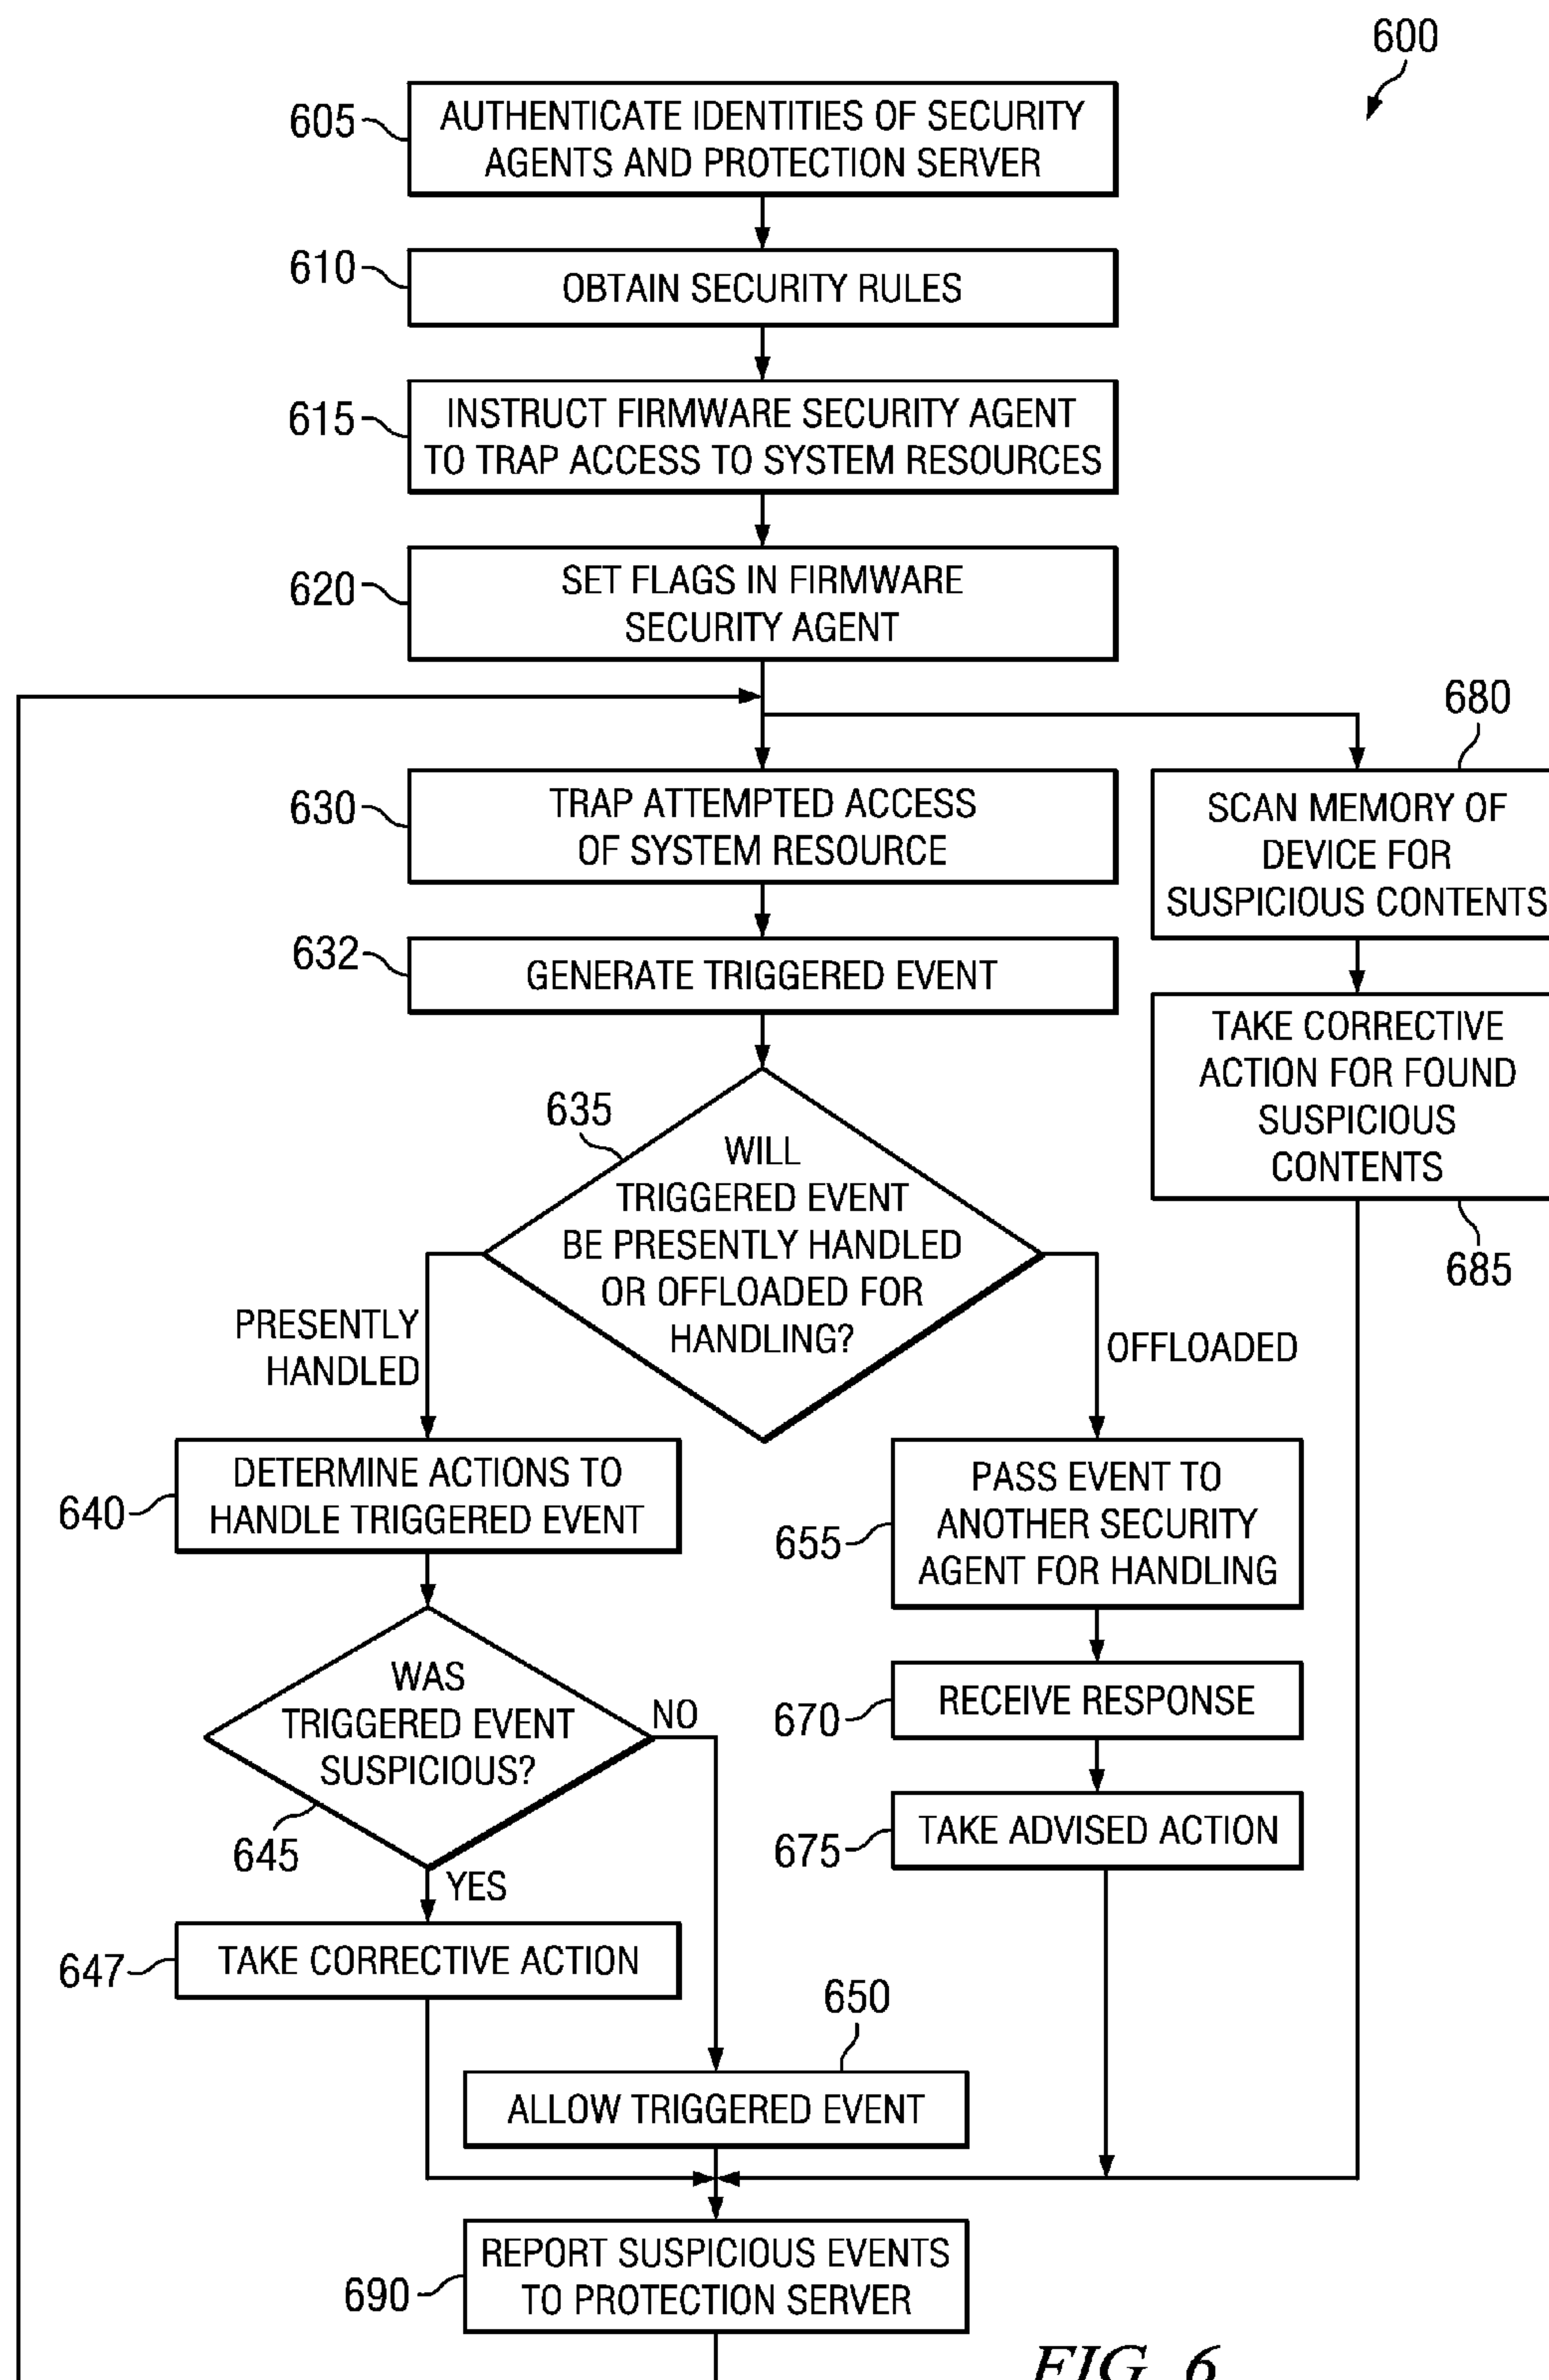 600
605
AUTHENTICATE IDENTITIES OF SECURITY
AGENTS AND PROTECTION SERVER
610
OBTAIN SECURITY RULES
615
INSTRUCT FIRMWARE SECURITY AGENT
TO TRAP ACCESS TO SYSTEM RESOURCES
620
SET FLAGS IN FIRMWARE
SECURITY AGENT
680
630
TRAP ATTEMPTED ACCESS
OF SYSTEM RESOURCE
SCAN MEMORY OF
DEVICE FOR
SUSPICIOUS CONTENTS
632
GENERATE TRIGGERED EVENT
TAKE CORRECTIVE
ACTION FOR FOUND
SUSPICIOUS
CONTENTS
685
635
WILL
TRIGGERED EVENT
BE PRESENTLY HANDLED
OR OFFLOADED FOR
HANDLING?
PRESENTLY
HANDLED
OFFLOADED
640
DETERMINE ACTIONS TO
HANDLE TRIGGERED EVENT
655
PASS EVENT TO
ANOTHER SECURITY
AGENT FOR HANDLING
WAS
TRIGGERED EVENT
SUSPICIOUS?
NO
645
YES
670
RECEIVE RESPONSE
675
TAKE ADVISED ACTION
647
TAKE CORRECTIVE ACTION
650
ALLOW TRIGGERED EVENT
690
REPORT SUSPICIOUS EVENTS
TO PROTECTION SERVER
FIG. 6